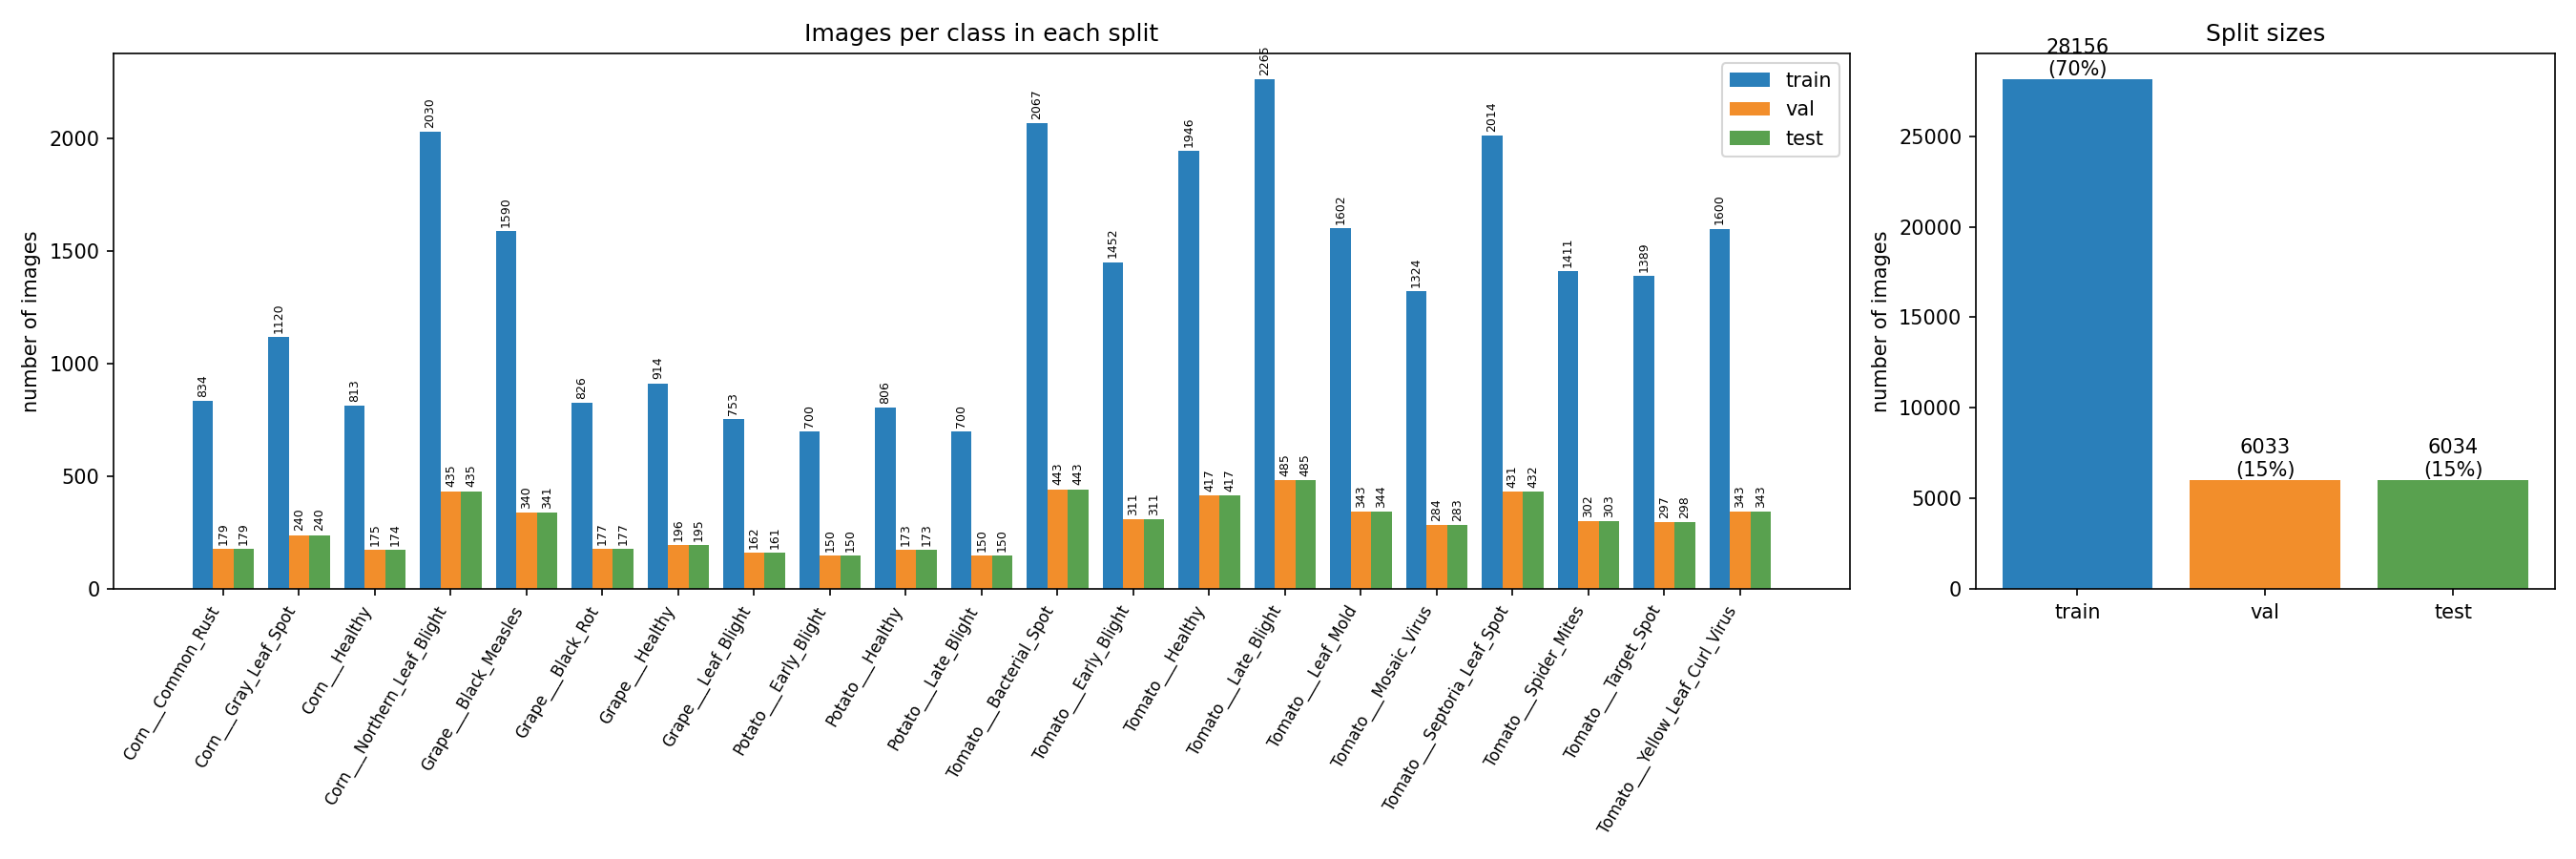 Images per class in each split
number of images
2000
1500
1000
500
0
train
val
test
834
179
179
1120
240
240
813
175
174
2030
435
435
1590
340
341
826
177
177
914
196
195
753
162
161
700
150
150
806
173
173
700
150
150
2067
443
443
1452
311
311
1946
417
417
2265
485
485
1602
343
344
1324
284
283
2014
431
432
1411
302
303
1389
297
298
1600
343
343
Corn___Common_Rust
Corn___Gray_Leaf_Spot
Corn___Healthy
Corn___Northern_Leaf_Blight
Grape___Black_Measles
Grape___Black_Rot
Grape___Healthy
Grape___Leaf_Blight
Potato___Early_Blight
Potato___Healthy
Potato___Late_Blight
Tomato___Bacterial_Spot
Tomato___Early_Blight
Tomato___Healthy
Tomato___Late_Blight
Tomato___Leaf_Mold
Tomato___Mosaic_Virus
Tomato___Septoria_Leaf_Spot
Tomato___Spider_Mites
Tomato___Target_Spot
Tomato___Yellow_Leaf_Curl_Virus
Split sizes
number of images
25000
20000
15000
10000
5000
0
28156
(70%)
6033
(15%)
6034
(15%)
train
val
test